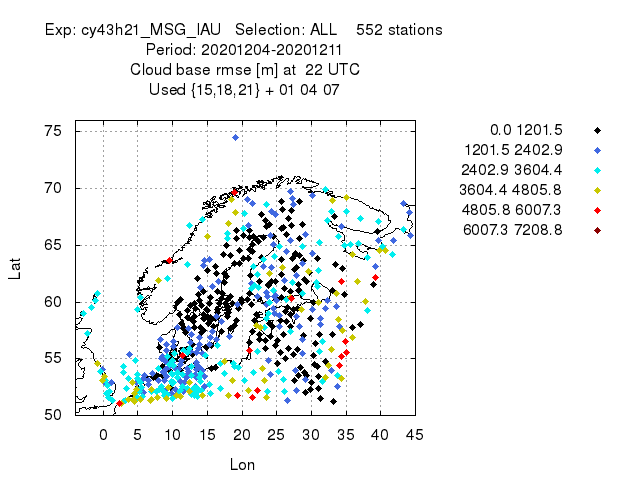 Exp: cy43h21_MSG_IAU   Selection: ALL    552 stations
Period: 20201204-20201211
Cloud base rmse [m] at  22 UTC
Used {15,18,21} + 01 04 07
0.0 1201.5
1201.5 2402.9
2402.9 3604.4
3604.4 4805.8
4805.8 6007.3
6007.3 7208.8
Lat
75
70
65
60
55
50
0 5 10 15 20 25 30 35 40 45
Lon